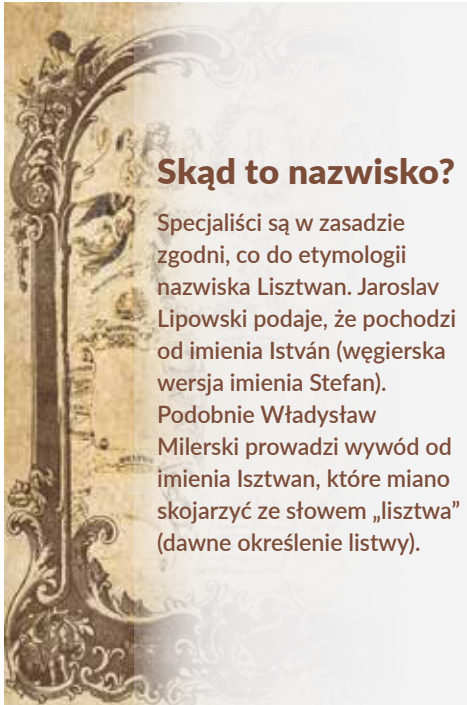 Skąd to nazwisko?
Specjaliści są w zasadzie
zgodni, co do etymologii
nazwiska Lisztwan. Jaroslav
Lipowski podaje, że pochodzi
od imienia István (węgierska
wersja imienia Stefan).
Podobnie Władysław
Milerski prowadzi wywód od
imienia Isztwan, które miano
skojarzyć ze słowem „lisztwa”
(dawne określenie listwy).